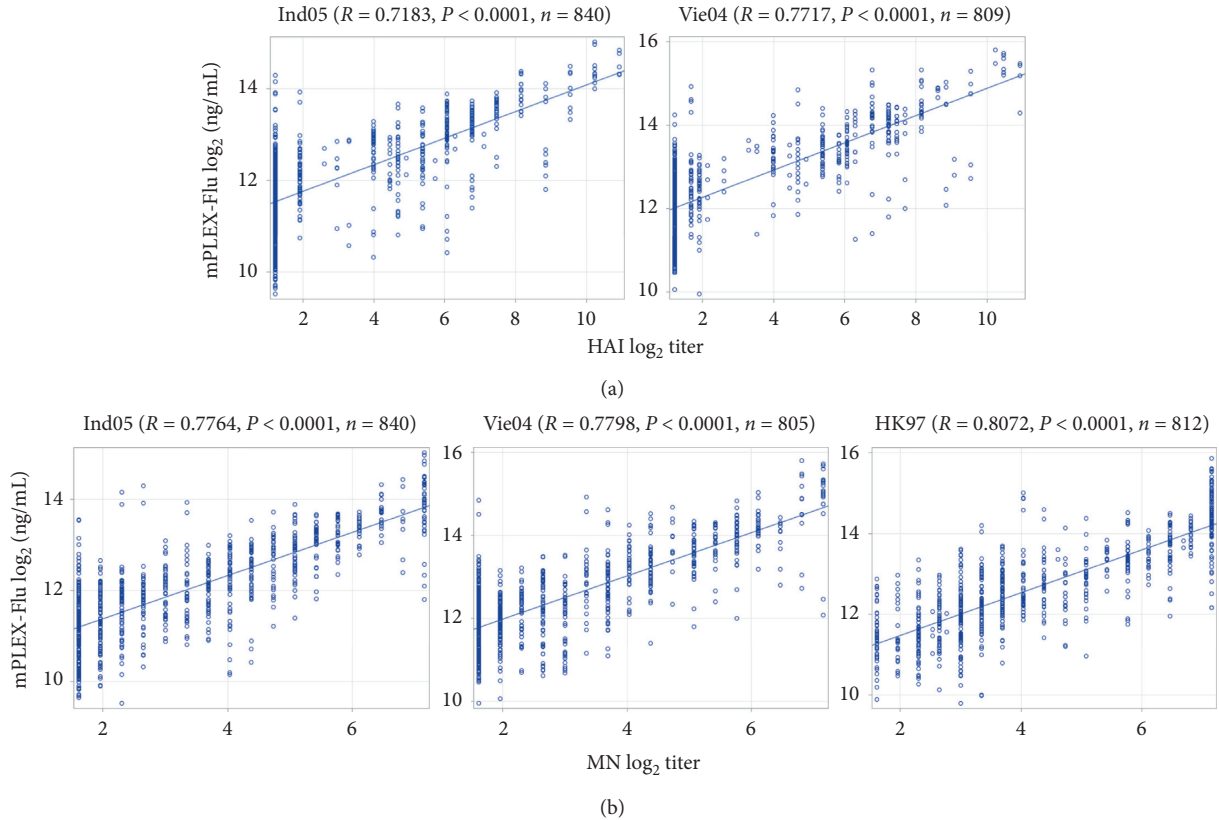 Ind05 (R = 0.7183, P < 0.0001, n = 840)
Vie04 (R = 0.7717, P < 0.0001, n = 809)
mPLEX-Flu log2 (ng/mL)
14
12
10
2 4 6 8 10
16
14
12
10
2 4 6 8 10
HAI log2 titer
(a)
Ind05 (R = 0.7764, P < 0.0001, n = 840)
Vie04 (R = 0.7798, P < 0.0001, n = 805)
HK97 (R = 0.8072, P < 0.0001, n = 812)
mPLEX-Flu log2 (ng/mL)
14
12
10
2 4 6
16
14
12
10
2 4 6
16
14
12
10
2 4 6
MN log2 titer
(b)